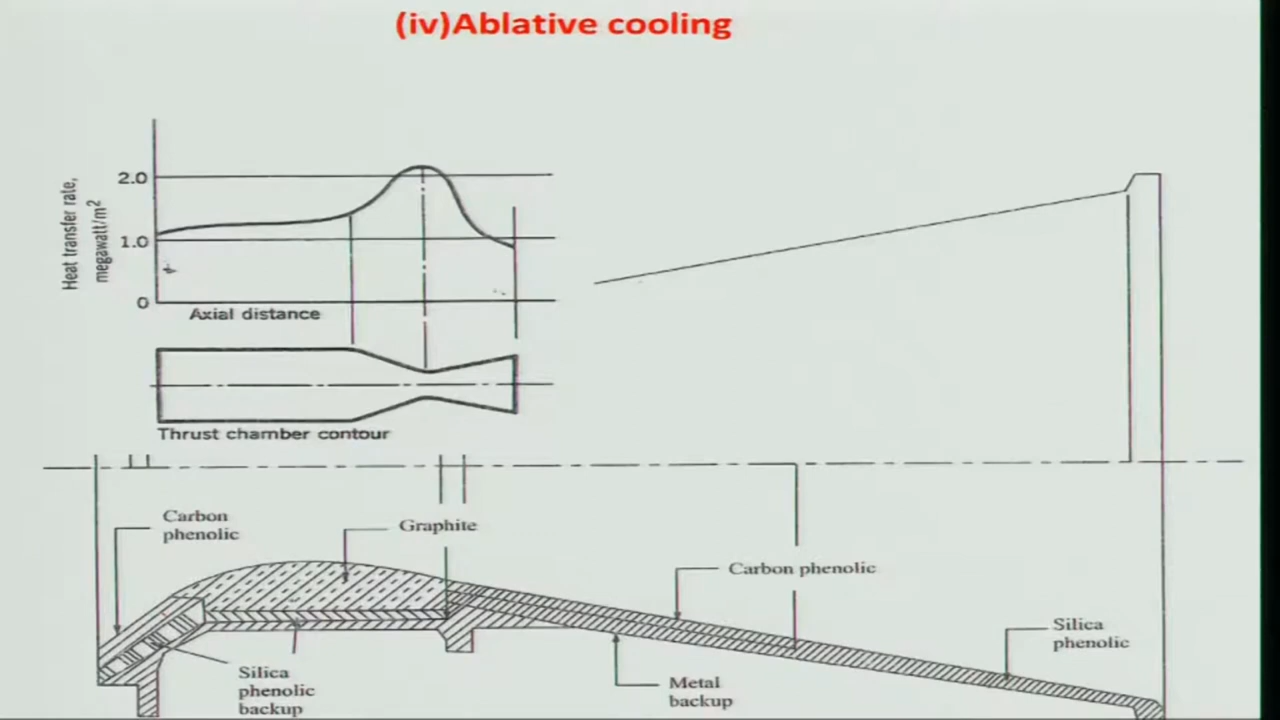 (iv)Ablative cooling
Heat transfer rate,
megawatt/m²
2.0
1.0
0
Axial distance
Thrust chamber contour
Carbon
phenolic
Graphite
Carbon phenolic
Silica
phenolic
Silica
phenolic
backup
Metal
backup